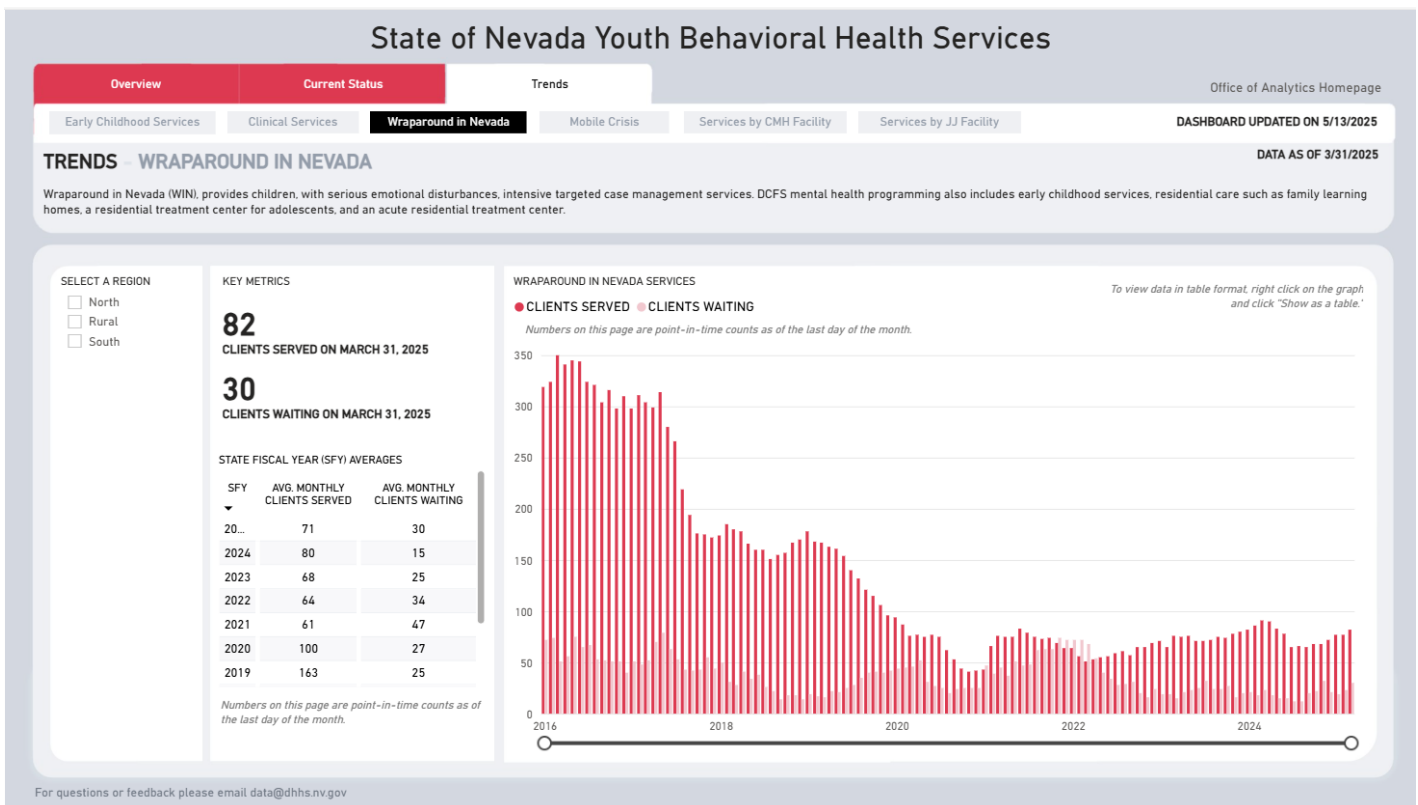 State of Nevada Youth Behavioral Health Services
Overview
Current Status
Trends
Office of Analytics Homepage
Early Childhood Services
Clinical Services
Wraparound in Nevada
Mobile Crisis
Services by CMH Facility
Services by JJ Facility
DASHBOARD UPDATED ON 5/13/2025
TRENDS - WRAPAROUND IN NEVADA
DATA AS OF 3/31/2025
Wraparound in Nevada (WIN), provides children, with serious emotional disturbances, intensive targeted case management services. DCFS mental health programming also includes early childhood services, residential care such as family learning
homes, a residential treatment center for adolescents, and an acute residential treatment center.
SELECT A REGION
North
Rural
South
KEY METRICS
82
CLIENTS SERVED ON MARCH 31, 2025
30
CLIENTS WAITING ON MARCH 31, 2025
STATE FISCAL YEAR (SFY) AVERAGES
SFY AVG. MONTHLY CLIENTS SERVED AVG. MONTHLY CLIENTS WAITING
20... 71 30
2024 80 15
2023 68 25
2022 64 34
2021 61 47
2020 100 27
2019 163 25
Numbers on this page are point-in-time counts as of
the last day of the month.
WRAPAROUND IN NEVADA SERVICES
CLIENTS SERVED CLIENTS WAITING
Numbers on this page are point-in-time counts as of the last day of the month.
To view data in table format, right click on the graph
and click "Show as a table."
350
300
250
200
150
100
50
0
2016 2018 2020 2022 2024
For questions or feedback please email data@dhhs.nv.gov